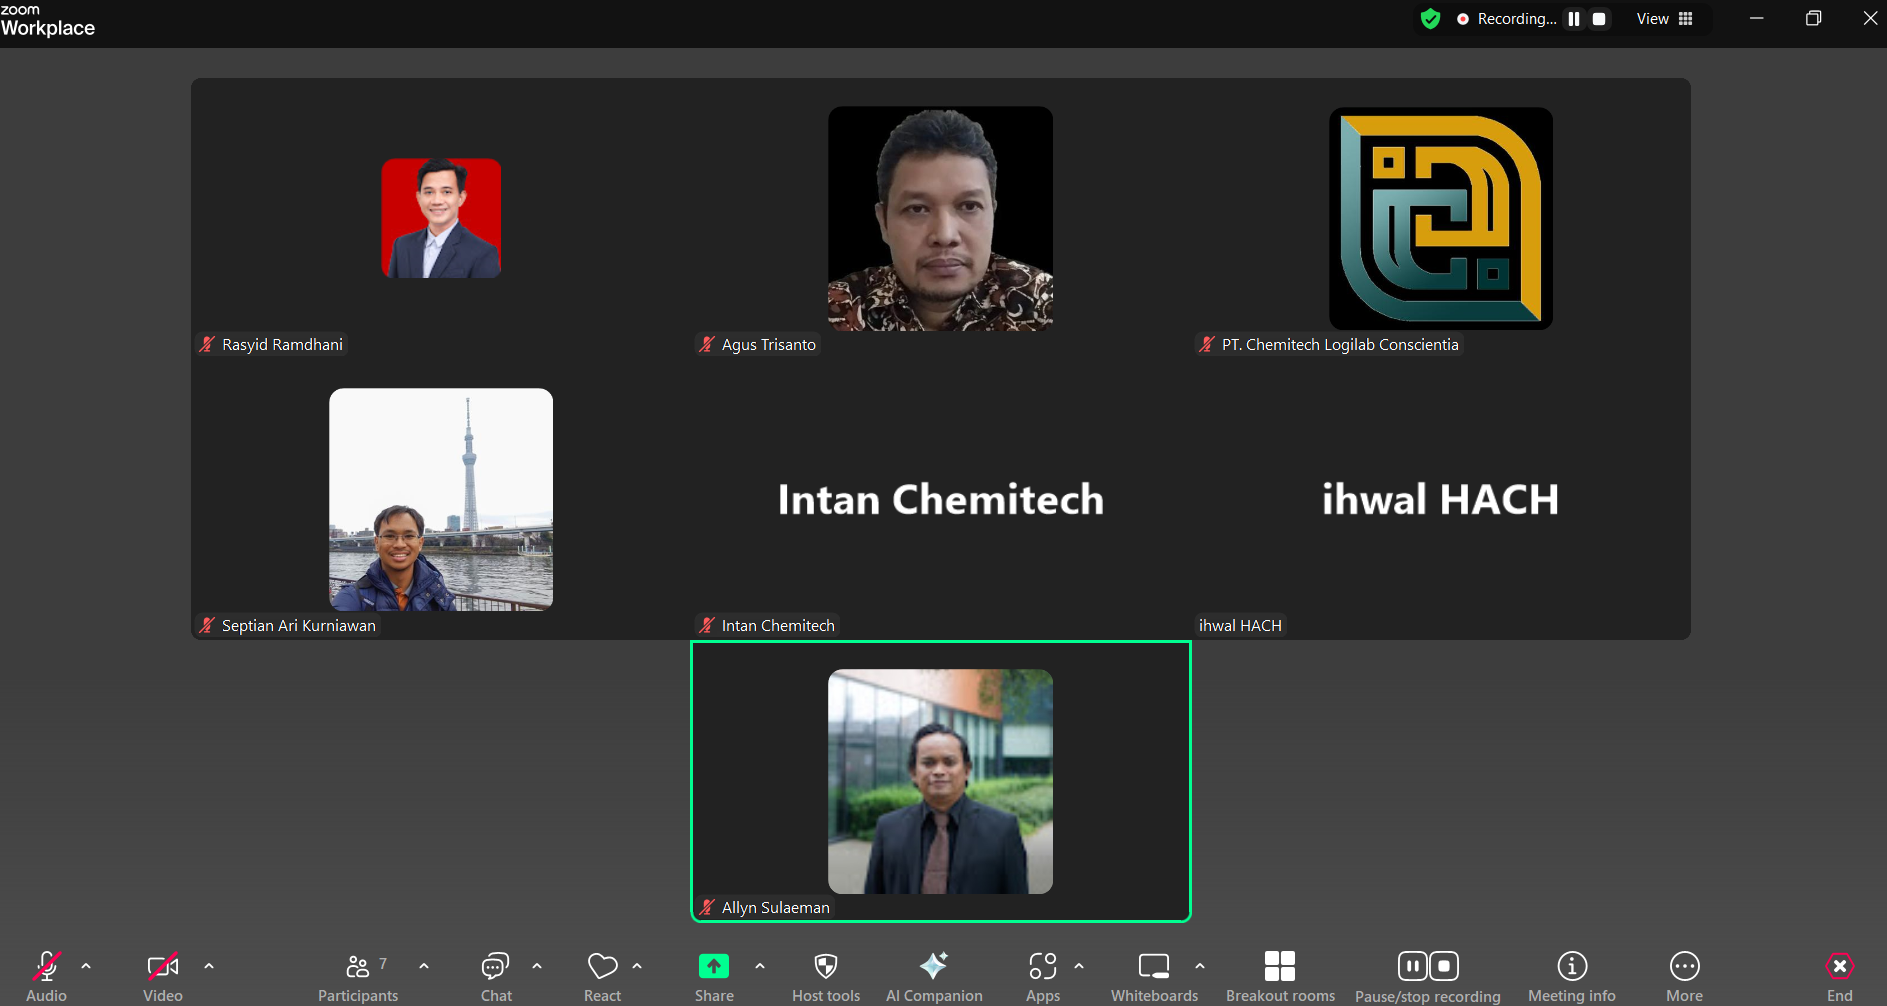 zoom
Workplace
Recording...
View
Rasyid Ramdhani
Agus Trisanto
PT. Chemitech Logilab Conscientia
Septian Ari Kurniawan
Intan Chemitech
Intan Chemitech
ihwal HACH
ihwal HACH
Allyn Sulaeman
Audio
Video
7
Participants
Chat
React
Share
Host tools
AI Companion
Apps
Whiteboards
Breakout rooms
Pause/stop recording
Meeting info
More
End